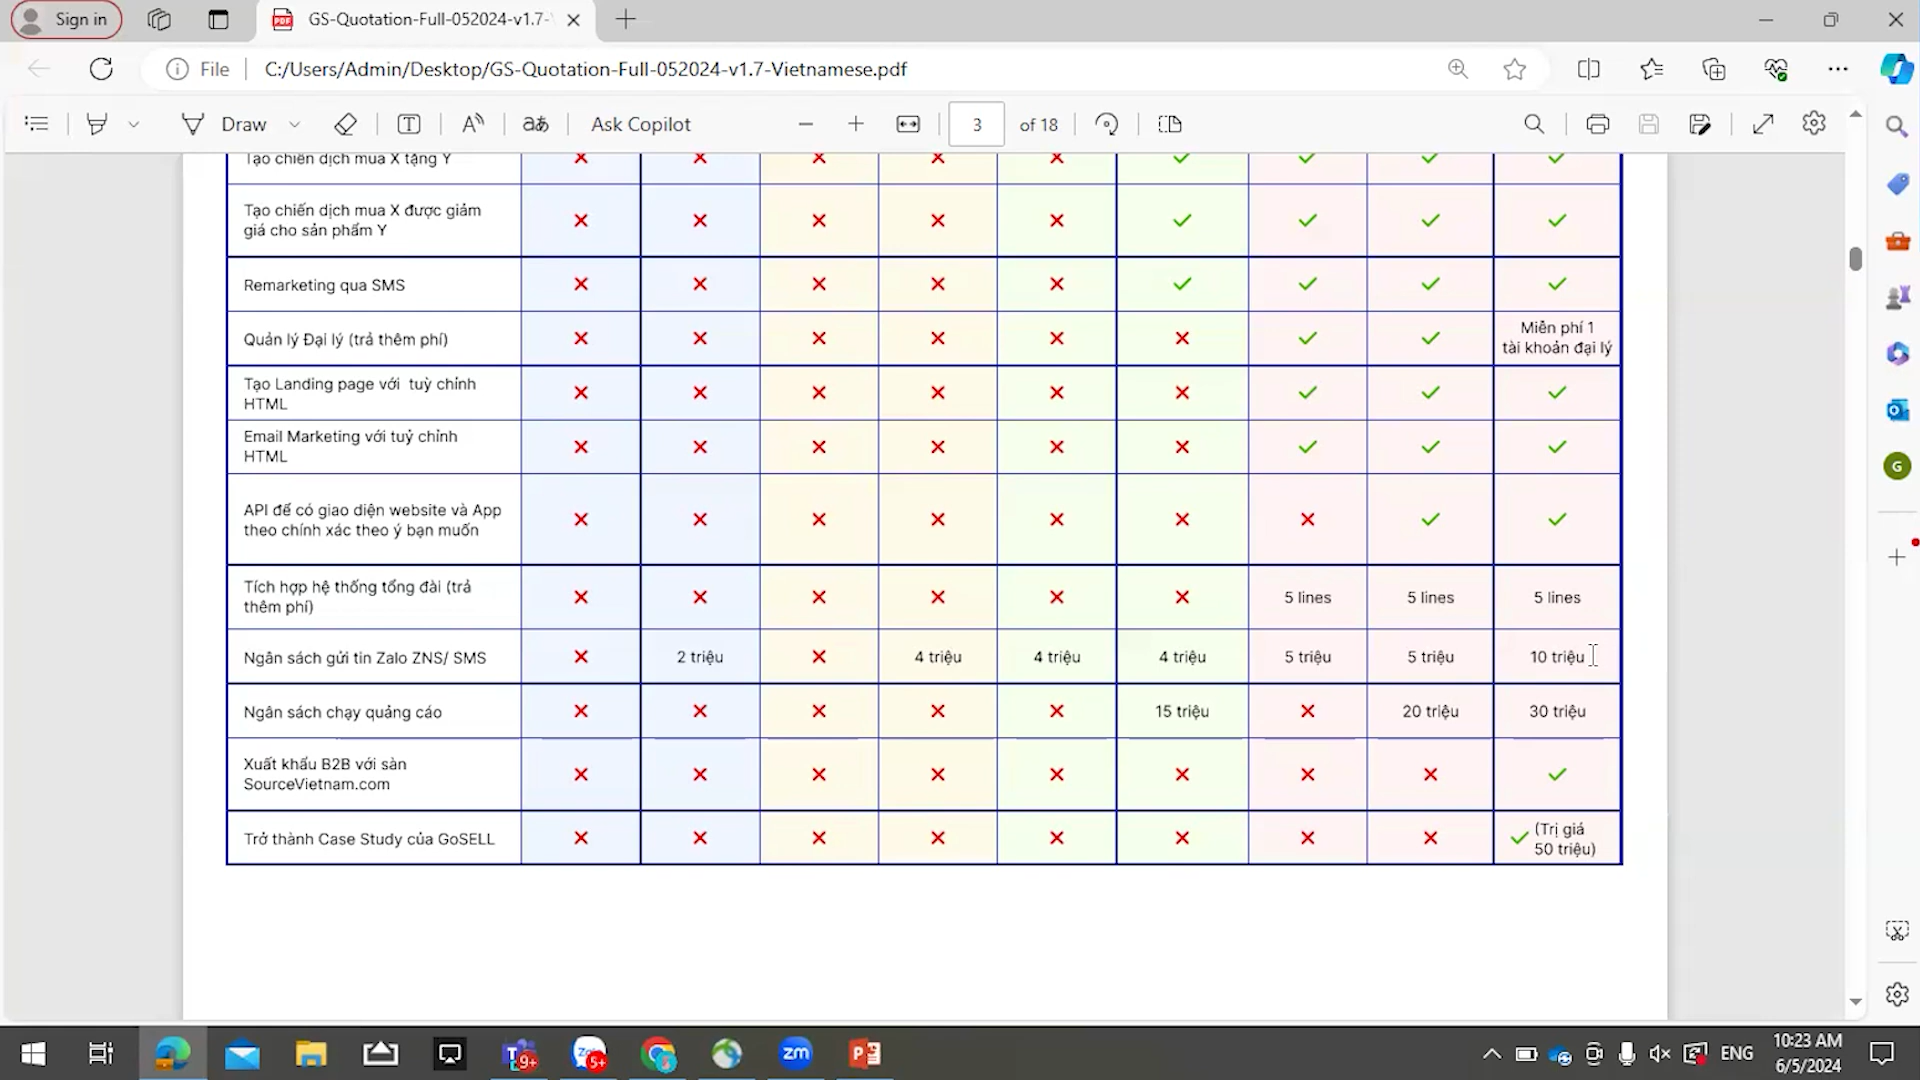 Sign in
GS-Quotation-Full-052024-v1.7-
File
C:/Users/Admin/Desktop/GS-Quotation-Full-052024-v1.7-Vietnamese.pdf
Draw
Ask Copilot
3
of 18
Tạo chiến dịch mua X tặng Y
Tạo chiến dịch mua X được giảm
giá cho sản phẩm Y
Remarketing qua SMS
Quản lý Đại lý (trả thêm phí)
Miễn phí 1
tài khoản đại lý
Tạo Landing page với tuỳ chỉnh
HTML
Email Marketing với tuỳ chỉnh
HTML
API để có giao diện website và App
theo chính xác theo ý bạn muốn
Tích hợp hệ thống tổng đài (trả
thêm phí)
5 lines
5 lines
5 lines
Ngân sách gửi tin Zalo ZNS/ SMS
2 triệu
4 triệu
4 triệu
4 triệu
5 triệu
5 triệu
10 triệu
Ngân sách chạy quảng cáo
15 triệu
20 triệu
30 triệu
Xuất khẩu B2B với sàn
SourceVietnam.com
Trở thành Case Study của GoSELL
(Trị giá
50 triệu)
G
9+
5+
zm
ENG
10:23 AM
6/5/2024